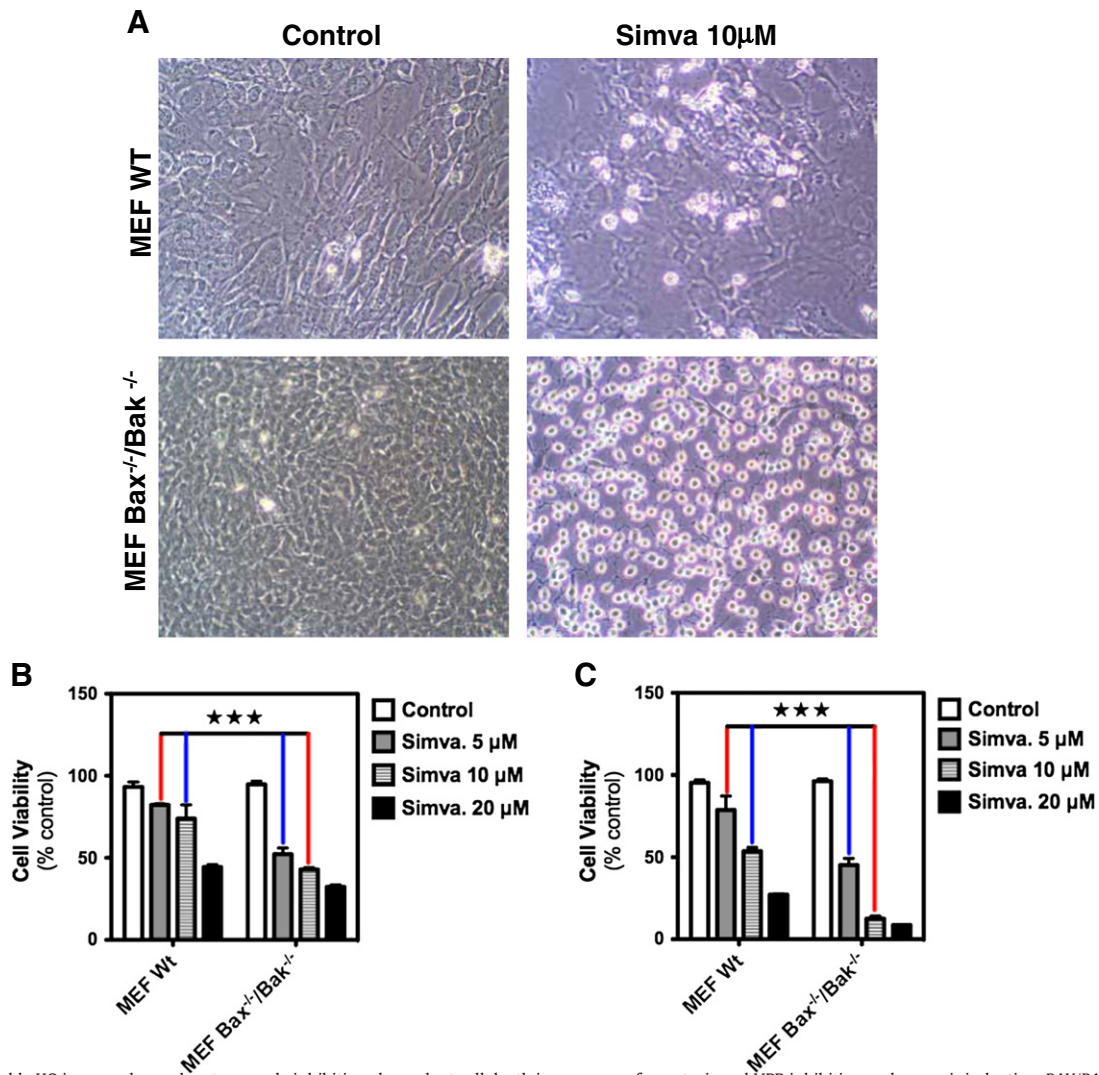 A
Control
Simva 10μM
MEF WT
MEF Bax-/-/Bak -/-
B
150
100
50
0
Cell Viability
(% control)
★★★
Control
Simva. 5 μM
Simva 10 μM
Simva. 20 μM
MEF Wt
MEF Bax-/-/Bak-/-
C
150
100
50
0
Cell Viability
(% control)
★★★
Control
Simva. 5 μM
Simva 10 μM
Simva. 20 μM
MEF Wt
MEF Bax-/-/Bak-/-